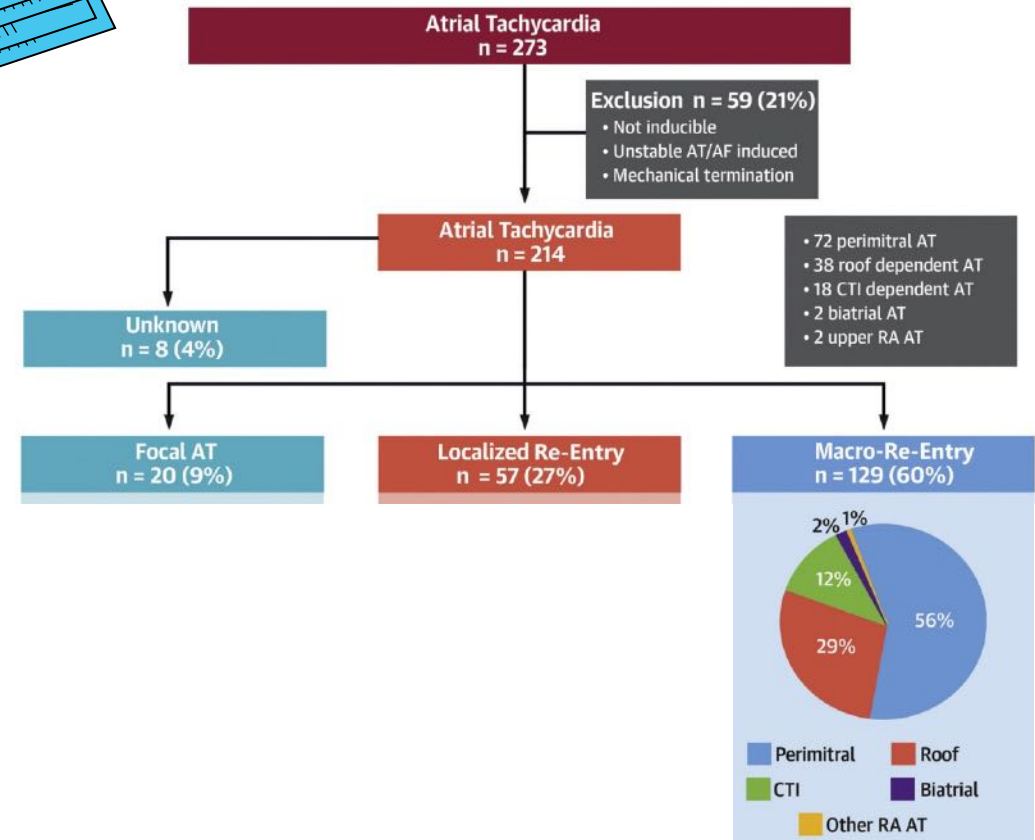 Atrial Tachycardia
n = 273
Exclusion n = 59 (21%)
• Not inducible
• Unstable AT/AF induced
• Mechanical termination
Atrial Tachycardia
n = 214
• 72 perimitral AT
• 38 roof dependent AT
• 18 CTI dependent AT
• 2 biatrial AT
• 2 upper RA AT
Unknown
n = 8 (4%)
Focal AT
n = 20 (9%)
Localized Re-Entry
n = 57 (27%)
Macro-Re-Entry
n = 129 (60%)
2%
1%
12%
56%
29%
Perimitral
Roof
CTI
Biatrial
Other RA AT